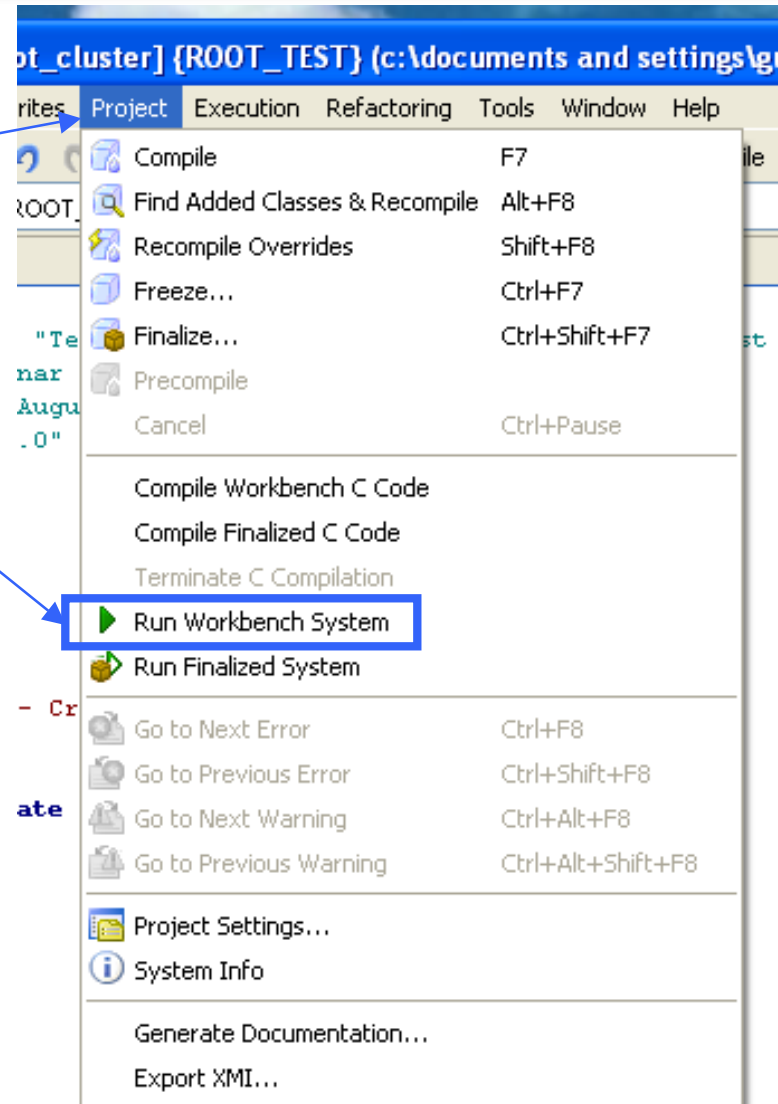 ot_cluster] {ROOT_TEST} (c:\documents and settings\gu
rites Project Execution Refactoring Tools Window Help
Compile F7 ile
ROOT_ Find Added Classes & Recompile Alt+F8
Recompile Overrides Shift+F8
Freeze... Ctrl+F7
"Te Finalize... Ctrl+Shift+F7 st
nar Precompile
Augu
Cancel Ctrl+Pause
.0"
Compile Workbench C Code
Compile Finalized C Code
Terminate C Compilation
Run Workbench System
Run Finalized System
- Cr
Go to Next Error Ctrl+F8
Go to Previous Error Ctrl+Shift+F8
ate Go to Next Warning Ctrl+Alt+F8
Go to Previous Warning Ctrl+Alt+Shift+F8
Project Settings...
System Info
Generate Documentation...
Export XMI...